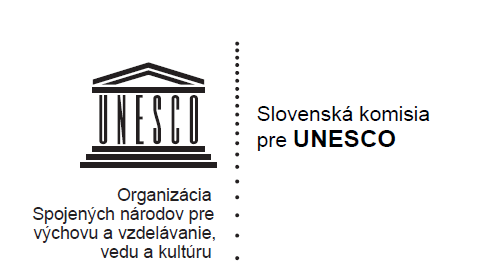 UNESCO
Organizácia
Spojených národov pre
výchovu a vzdelávanie,
vedu a kultúru
Slovenská komisia
pre UNESCO